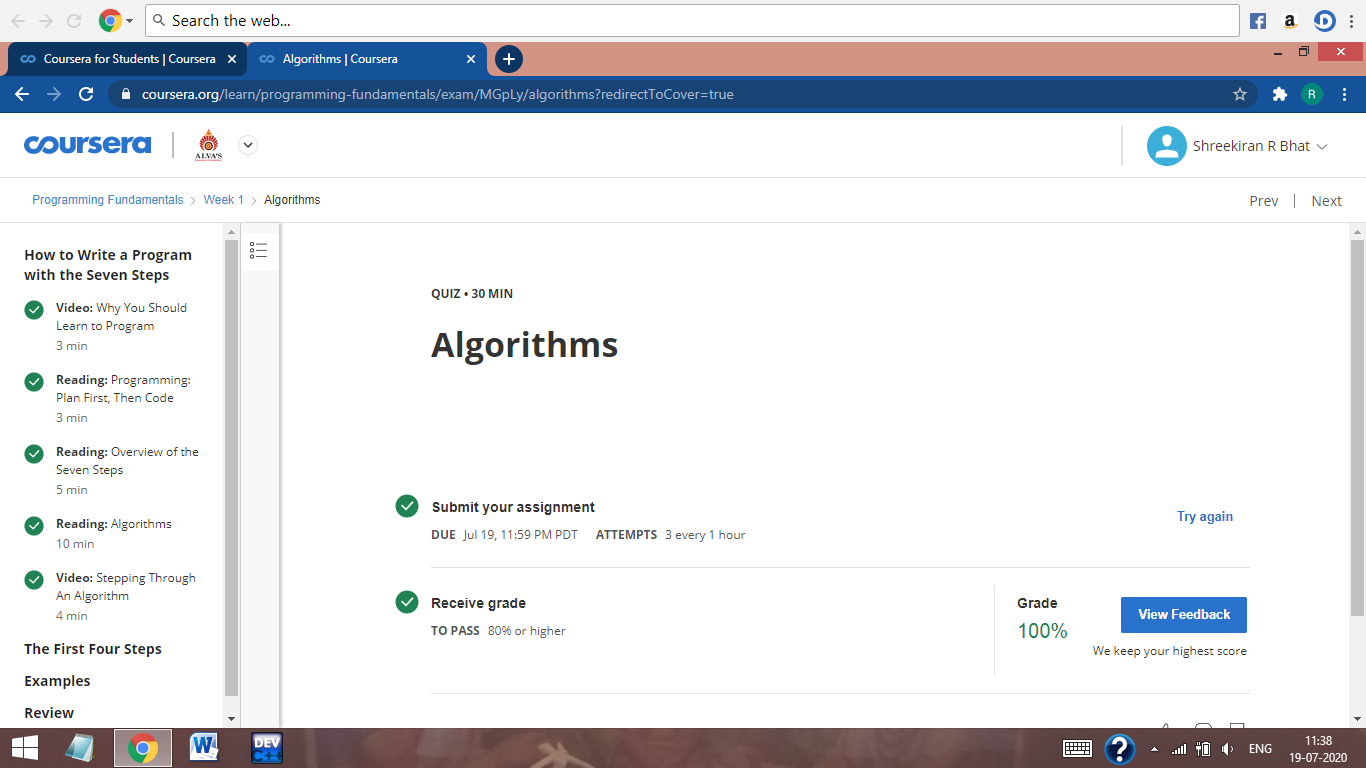 Search the web...
Coursera for Students | Coursera
Algorithms | Coursera
coursera.org/learn/programming-fundamentals/exam/MGpLy/algorithms?redirectToCover=true
R
coursera
ALVA'S
Shreekiran R Bhat
Programming Fundamentals > Week 1 > Algorithms
Prev | Next
How to Write a Program
with the Seven Steps
Video: Why You Should
Learn to Program
3 min
Reading: Programming:
Plan First, Then Code
3 min
Reading: Overview of the
Seven Steps
5 min
Reading: Algorithms
10 min
Video: Stepping Through
An Algorithm
4 min
The First Four Steps
Examples
Review
QUIZ • 30 MIN
Algorithms
Submit your assignment
DUE Jul 19, 11:59 PM PDT ATTEMPTS 3 every 1 hour
Try again
Receive grade
TO PASS 80% or higher
Grade
100%
View Feedback
We keep your highest score
DEV
C++
ENG
11:38
19-07-2020